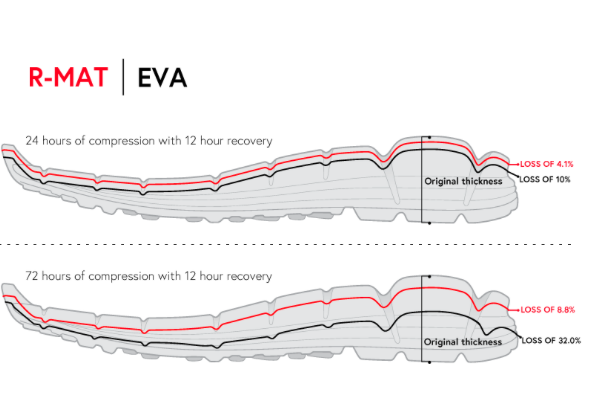 R-MAT | EVA
24 hours of compression with 12 hour recovery
LOSS OF 4.1%
Original thickness
LOSS OF 10%
72 hours of compression with 12 hour recovery
LOSS OF 8.8%
Original thickness
LOSS OF 32.0%